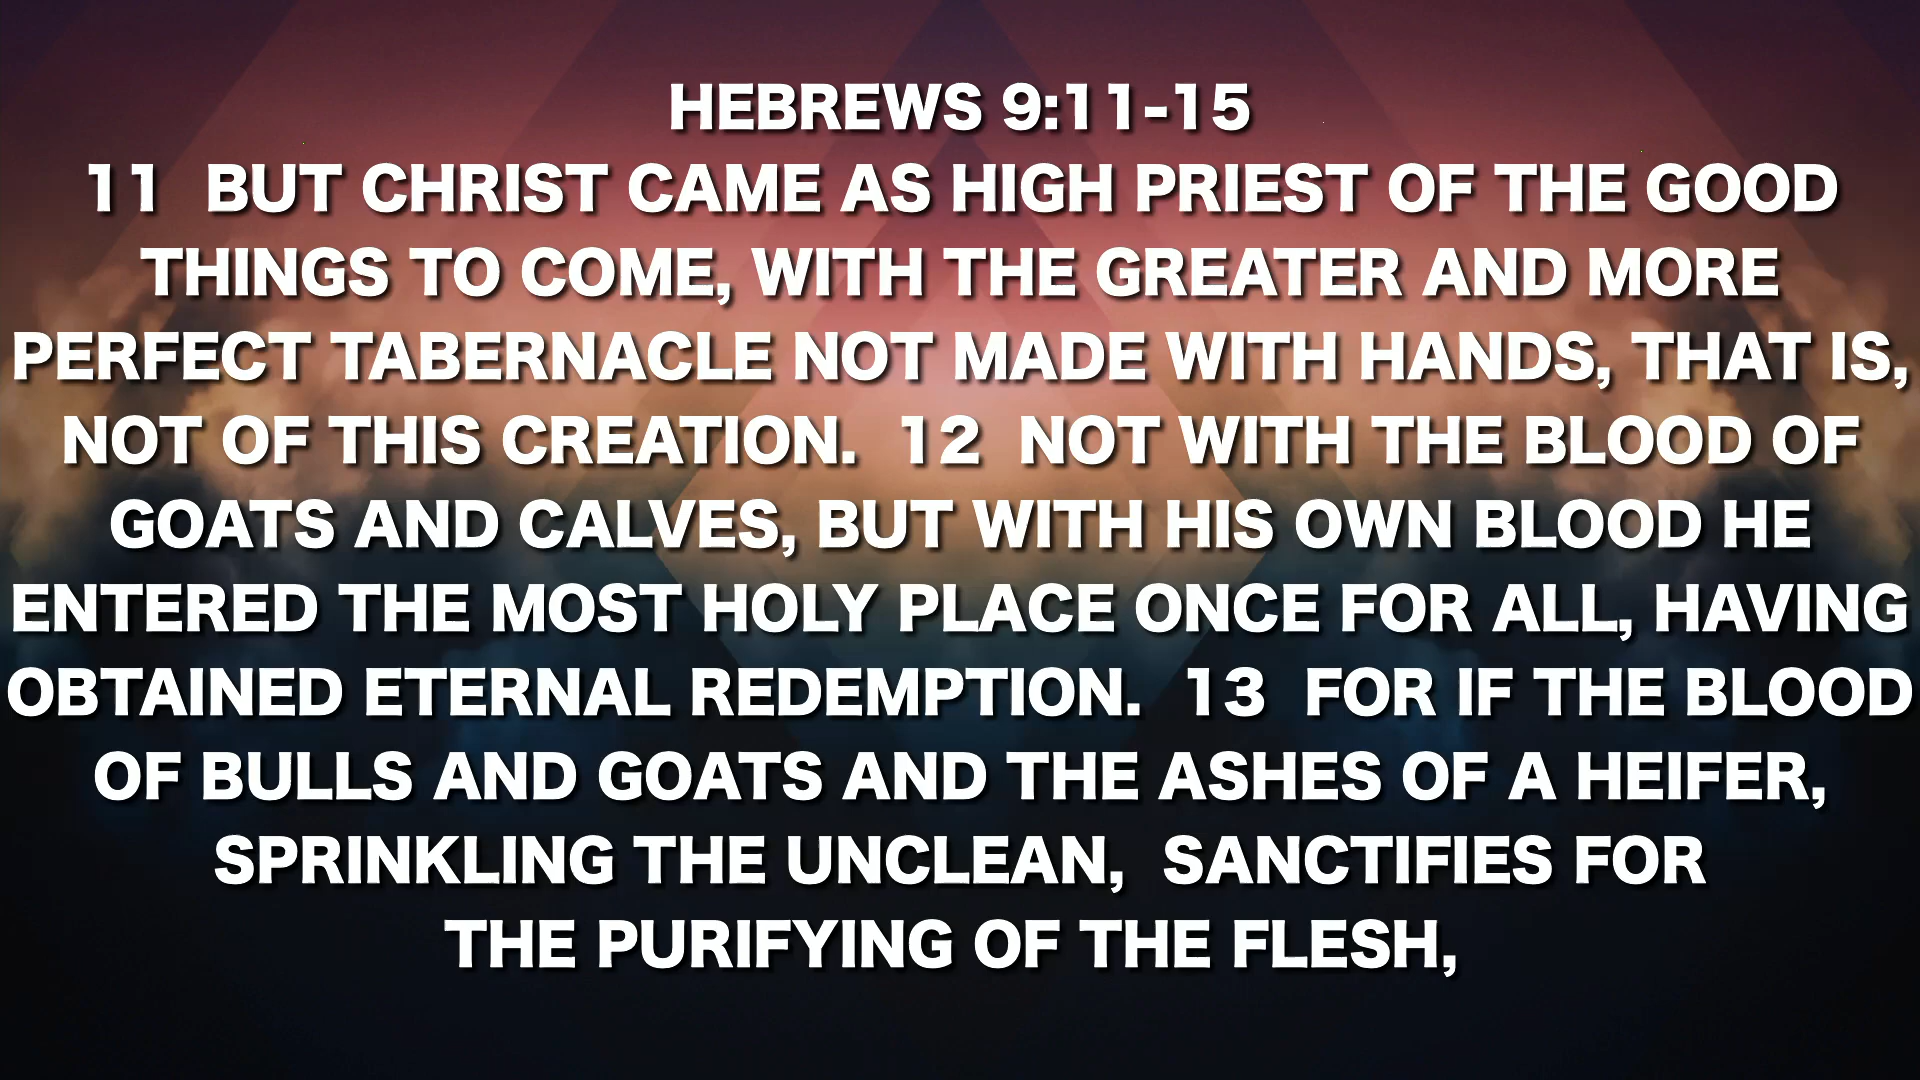 HEBREWS 9:11-15
11  BUT CHRIST CAME AS HIGH PRIEST OF THE GOOD
THINGS TO COME, WITH THE GREATER AND MORE
PERFECT TABERNACLE NOT MADE WITH HANDS, THAT IS,
NOT OF THIS CREATION.  12  NOT WITH THE BLOOD OF
GOATS AND CALVES, BUT WITH HIS OWN BLOOD HE
ENTERED THE MOST HOLY PLACE ONCE FOR ALL, HAVING
OBTAINED ETERNAL REDEMPTION.  13  FOR IF THE BLOOD
OF BULLS AND GOATS AND THE ASHES OF A HEIFER,
SPRINKLING THE UNCLEAN,  SANCTIFIES FOR
THE PURIFYING OF THE FLESH,